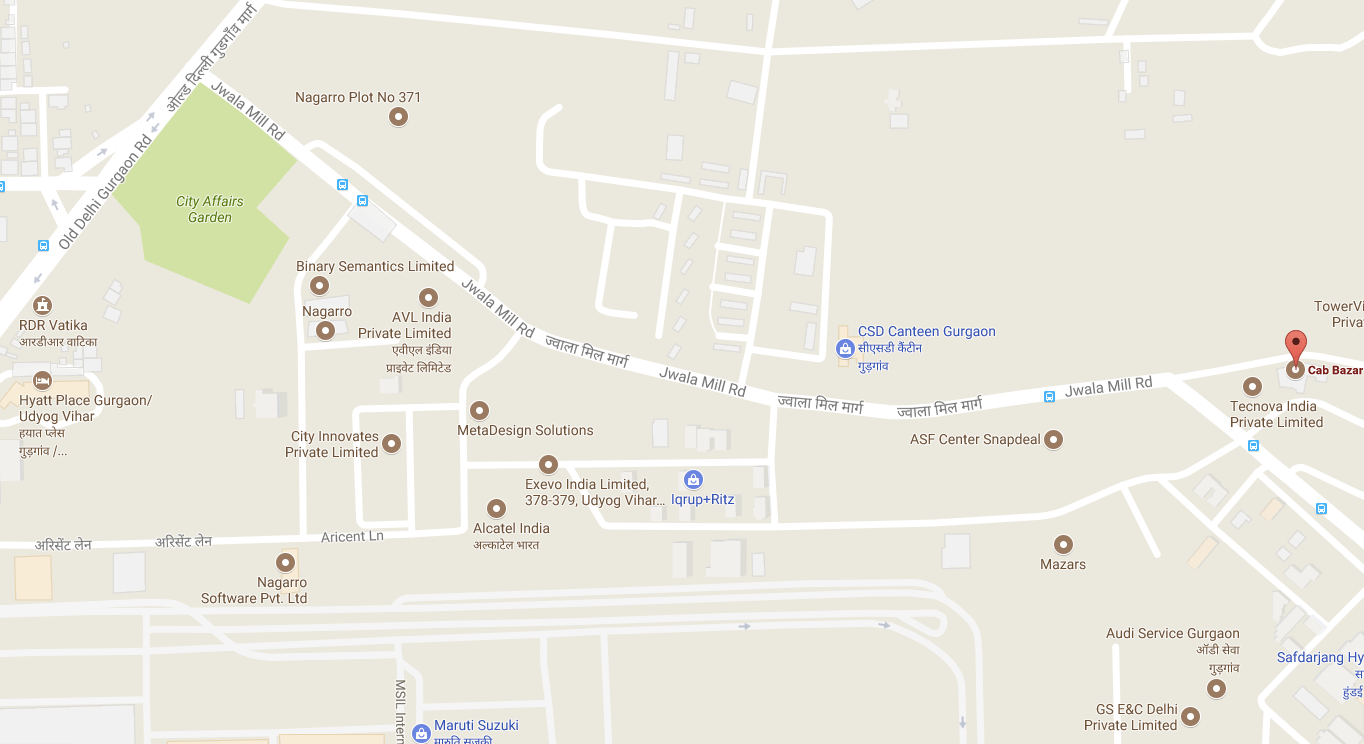 ओल्ड दिल्ली गुड़गाँव मार्ग
Jwala Mill Rd
Nagarro Plot No 371
Old Delhi Gurgaon Rd
City Affairs
Garden
Binary Semantics Limited
Nagarro
AVL India
Private Limited
एवीएल इंडिया
प्राइवेट लिमिटेड
RDR Vatika
आरडीआर वाटिका
Jwala Mill Rd
ज्वाला मिल मार्ग
Jwala Mill Rd
ज्वाला मिल मार्ग
ज्वाला मिल मार्ग
Jwala Mill Rd
CSD Canteen Gurgaon
सीएसडी कैंटीन
गुड़गांव
TowerVi
Priva
Cab Bazar
Tecnova India
Private Limited
Hyatt Place Gurgaon/
Udyog Vihar
हयात प्लेस
गुड़गांव /...
MetaDesign Solutions
City Innovates
Private Limited
ASF Center Snapdeal
Exevo India Limited,
378-379, Udyog Vihar...
Iqrup+Ritz
Alcatel India
अल्काटेल भारत
अरिसेंट लेन
अरिसेंट लेन
Aricent Ln
Nagarro
Software Pvt. Ltd
Mazars
Audi Service Gurgaon
ऑडी सेवा
गुड़गांव
Safdarjang Hy
हुंडई
GS E&C Delhi
Private Limited
MSIL Intern
Maruti Suzuki
मारुति सुजुकी